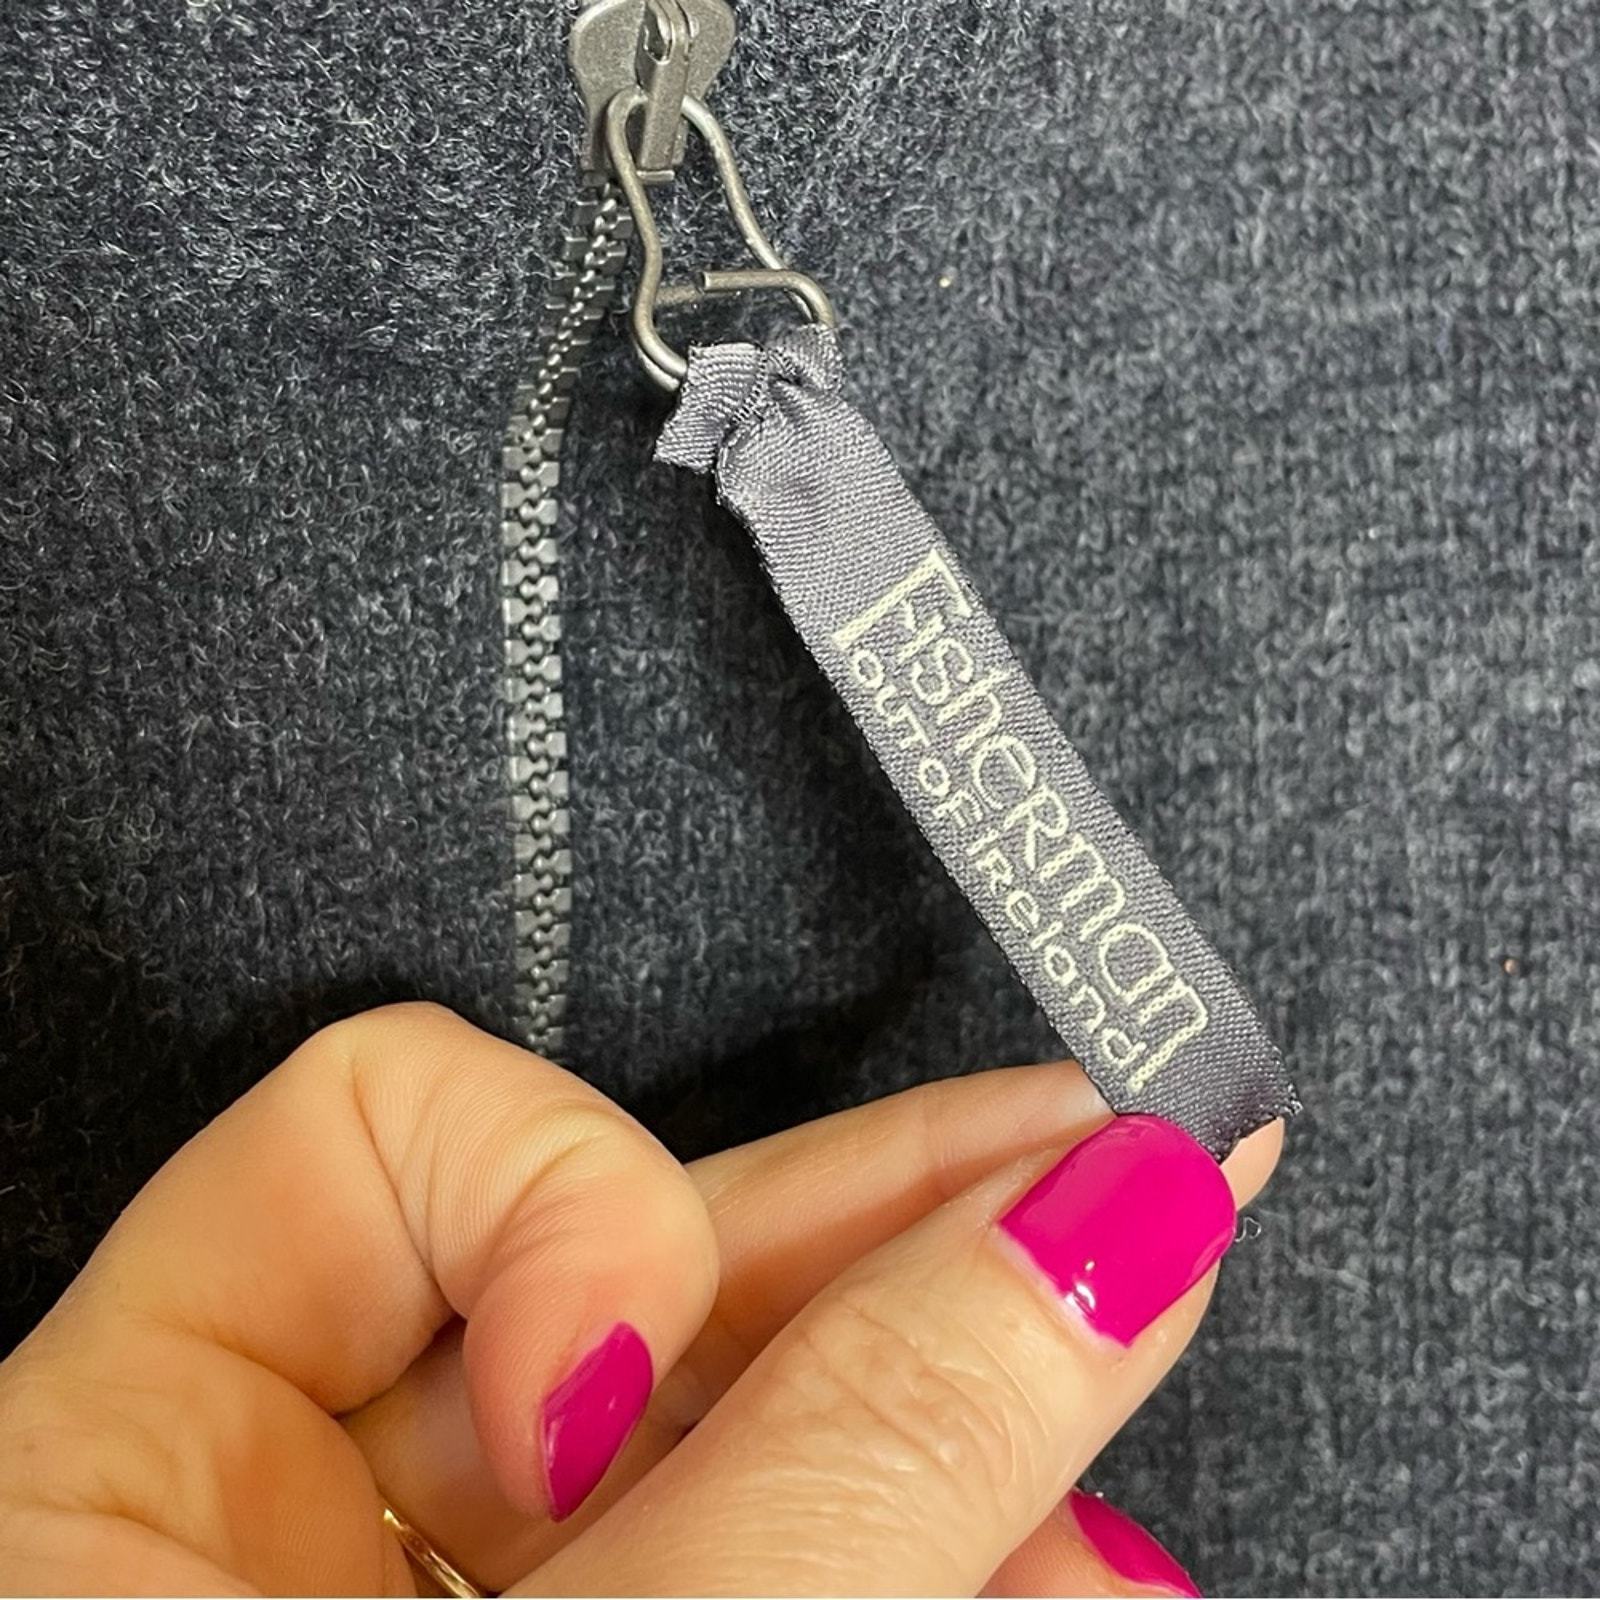 Fisherman
out of ireland.